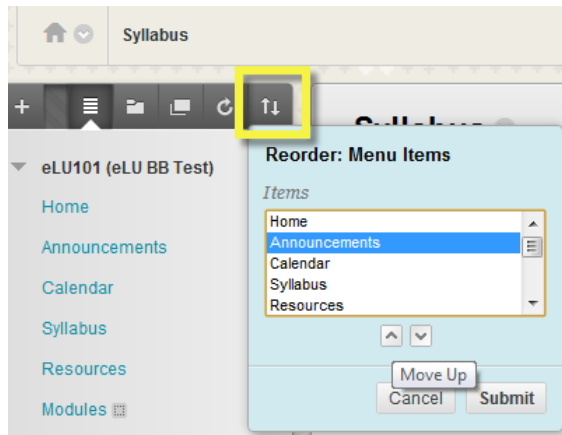 Syllabus
Syllabus
eLU101 (eLU BB Test)
Home
Announcements
Calendar
Syllabus
Resources
Modules
Reorder: Menu Items
Items
Home
Announcements
Calendar
Syllabus
Resources
Move Up
Cancel Submit